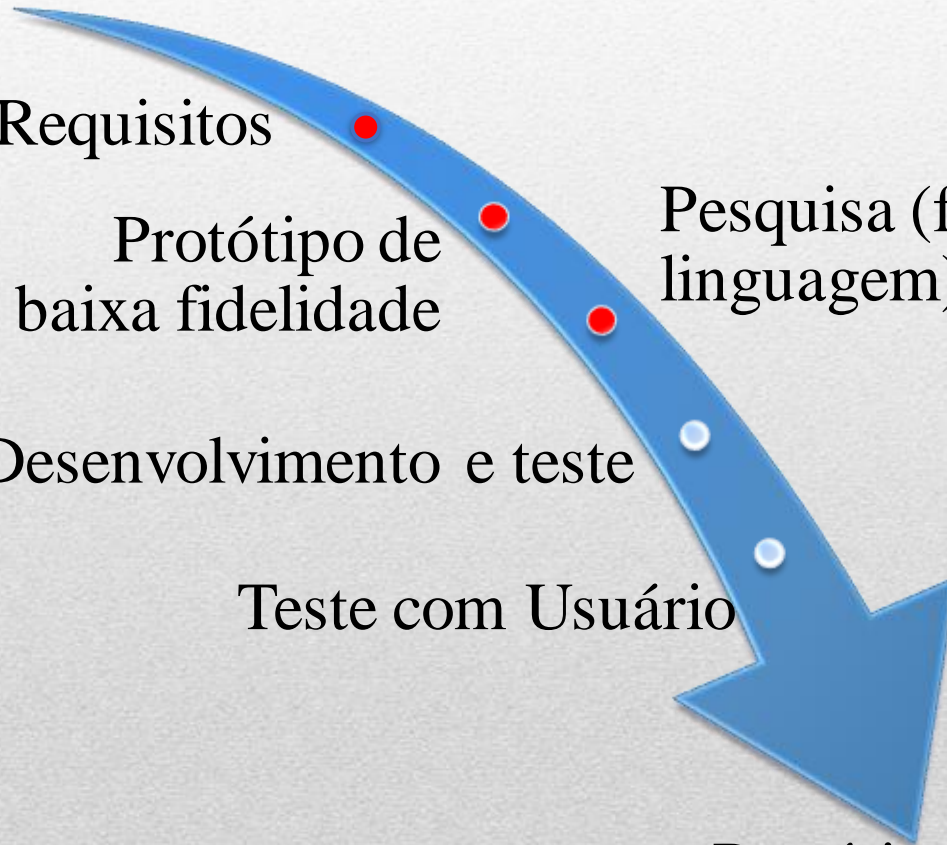 Requisitos
Protótipo de
baixa fidelidade
Pesquisa
linguagem)
Desenvolvimento e teste
Teste com Usuário